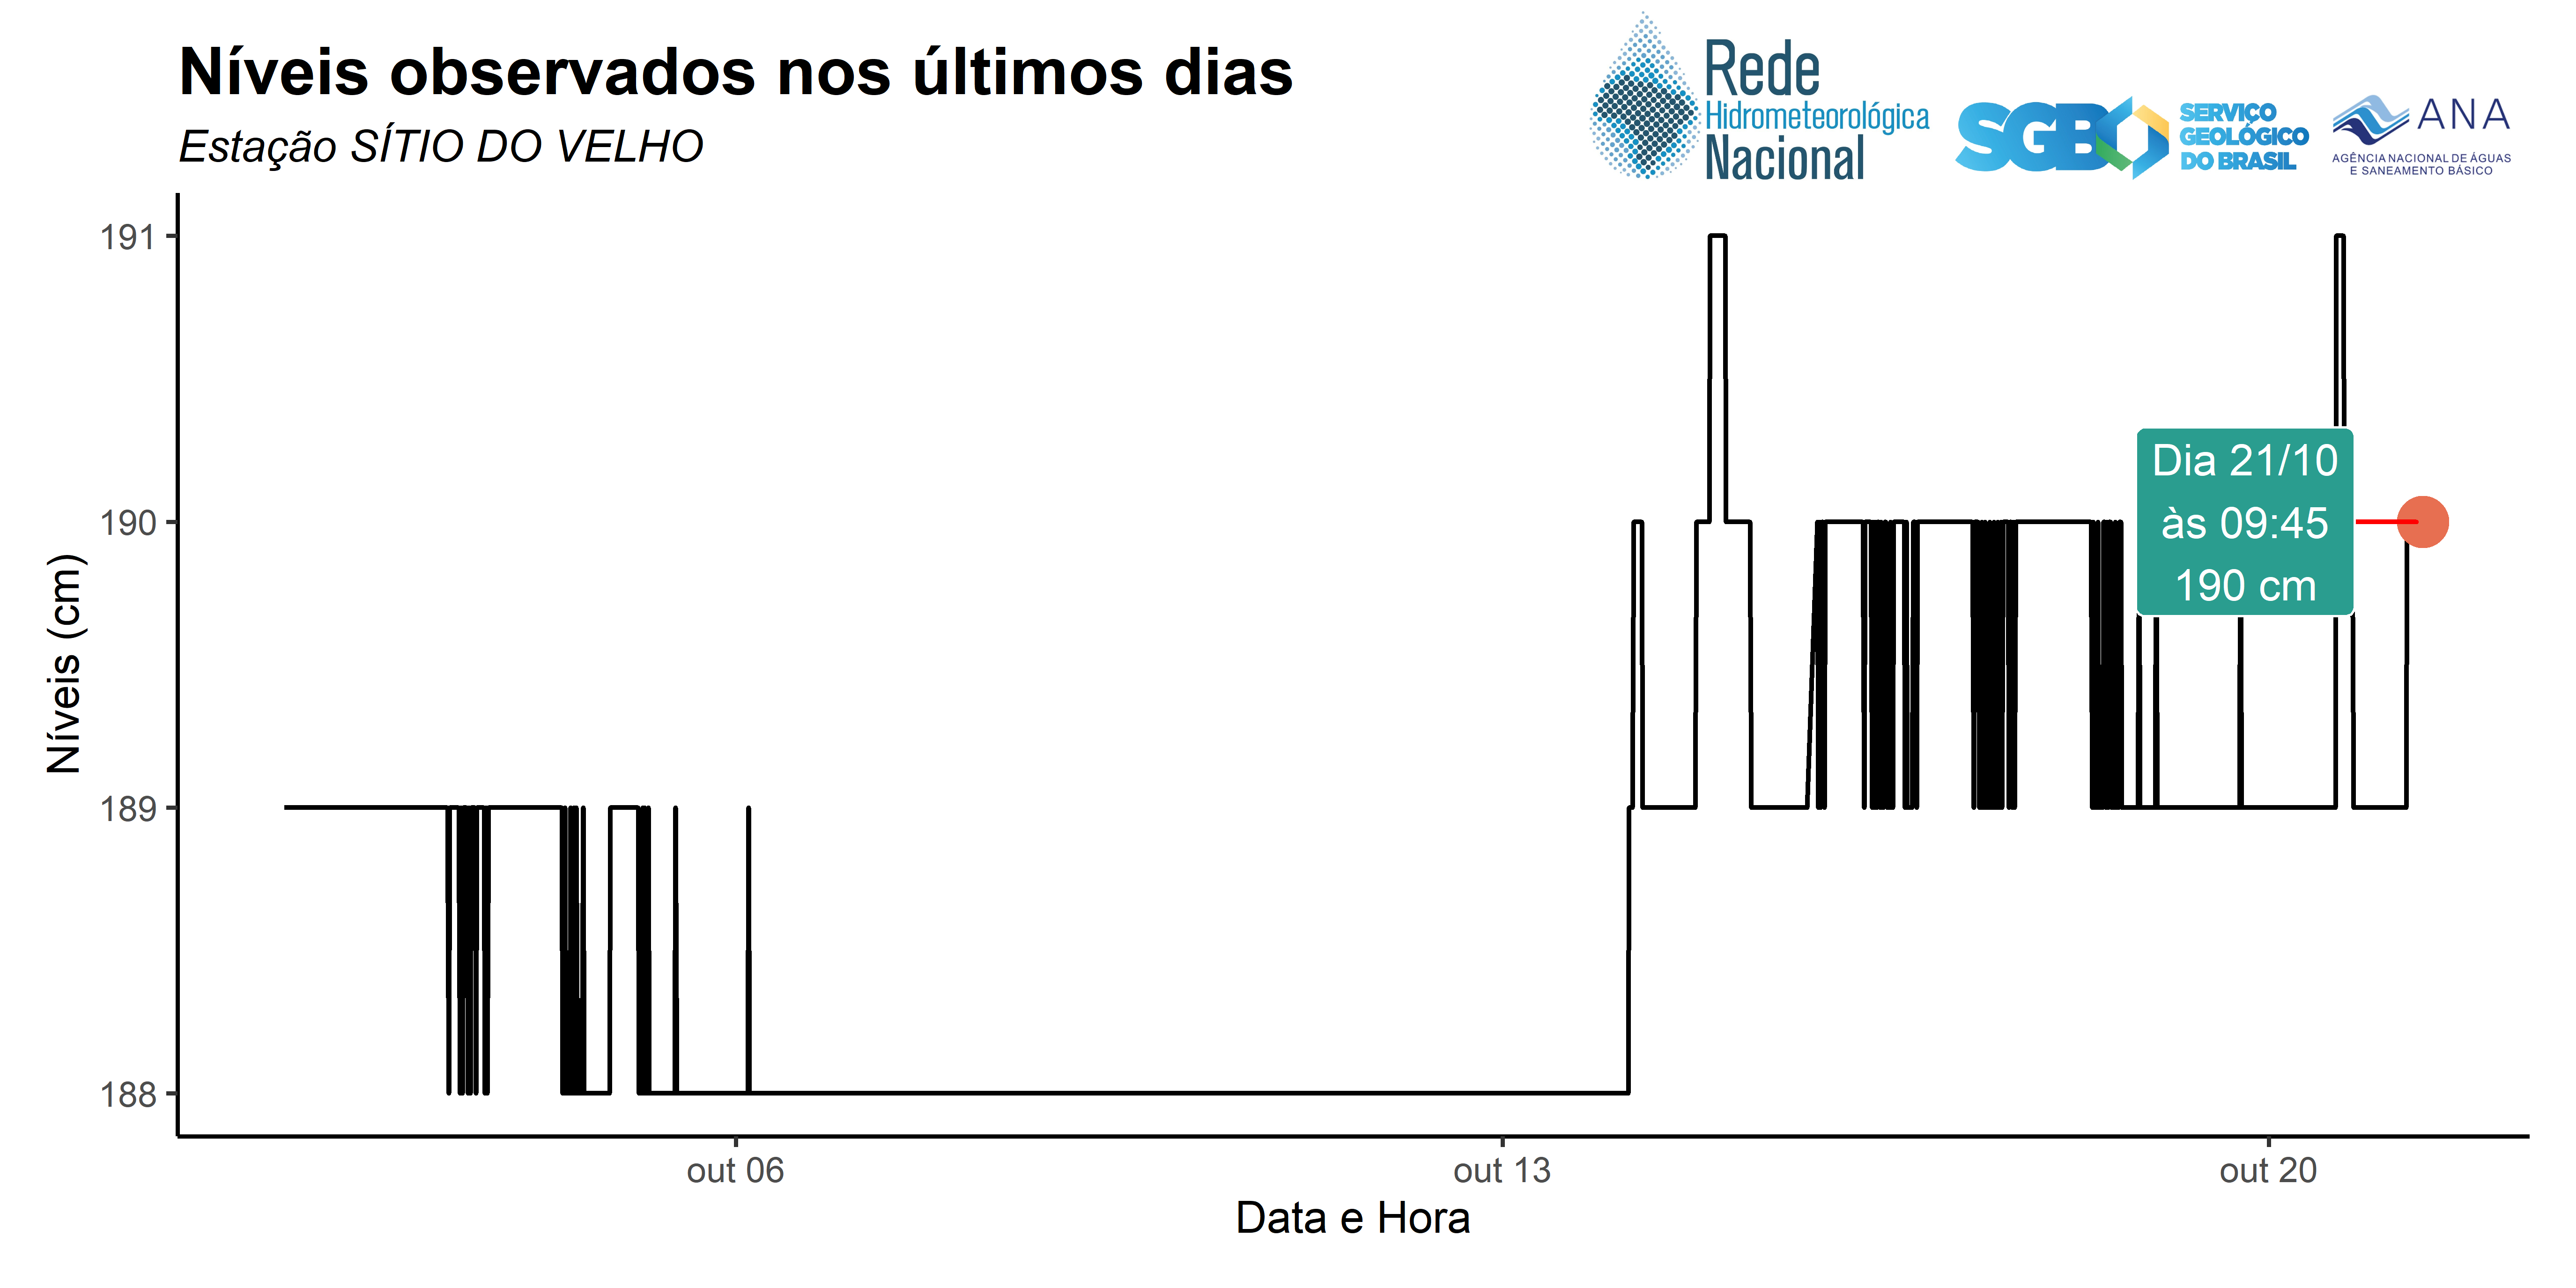 Níveis observados nos últimos dias
Estação SÍTIO DO VELHO
Rede
Hidrometeorológica
Nacional
SGB
SERVIÇO
GEOLÓGICO
DO BRASIL
ANA
AGÊNCIA NACIONAL DE ÁGUAS
E SANEAMENTO BÁSICO
Níveis (cm)
191
190
189
188
Dia 21/10
às 09:45
190 cm
out 06
out 13
out 20
Data e Hora